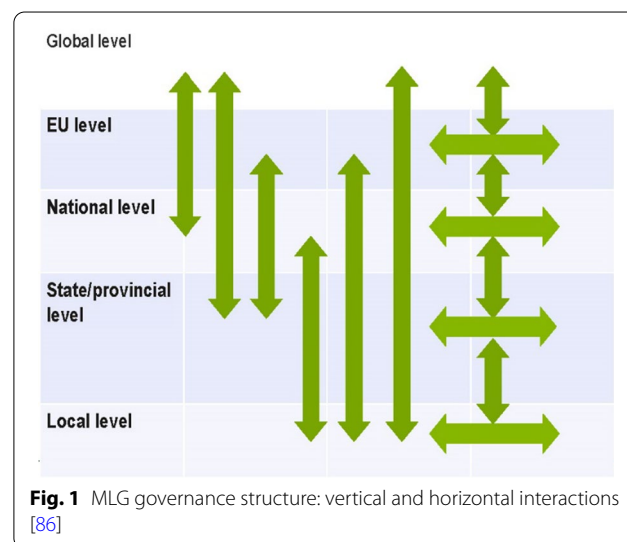 Global level
EU level
National level
State/provincial
level
Local level
Fig. 1 MLG governance structure: vertical and horizontal interactions
[86]